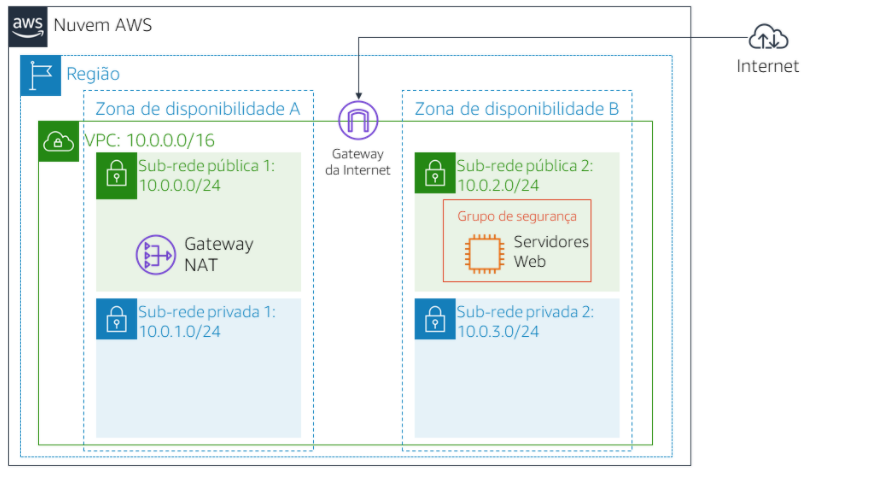 aws
Nuvem AWS
Internet
Região
Zona de disponibilidade A
Zona de disponibilidade B
VPC: 10.0.0.0/16
Gateway
da Internet
Sub-rede pública 1:
10.0.0.0/24
Sub-rede pública 2:
10.0.2.0/24
Grupo de segurança
Gateway
NAT
Servidores
Web
Sub-rede privada 1:
10.0.1.0/24
Sub-rede privada 2:
10.0.3.0/24